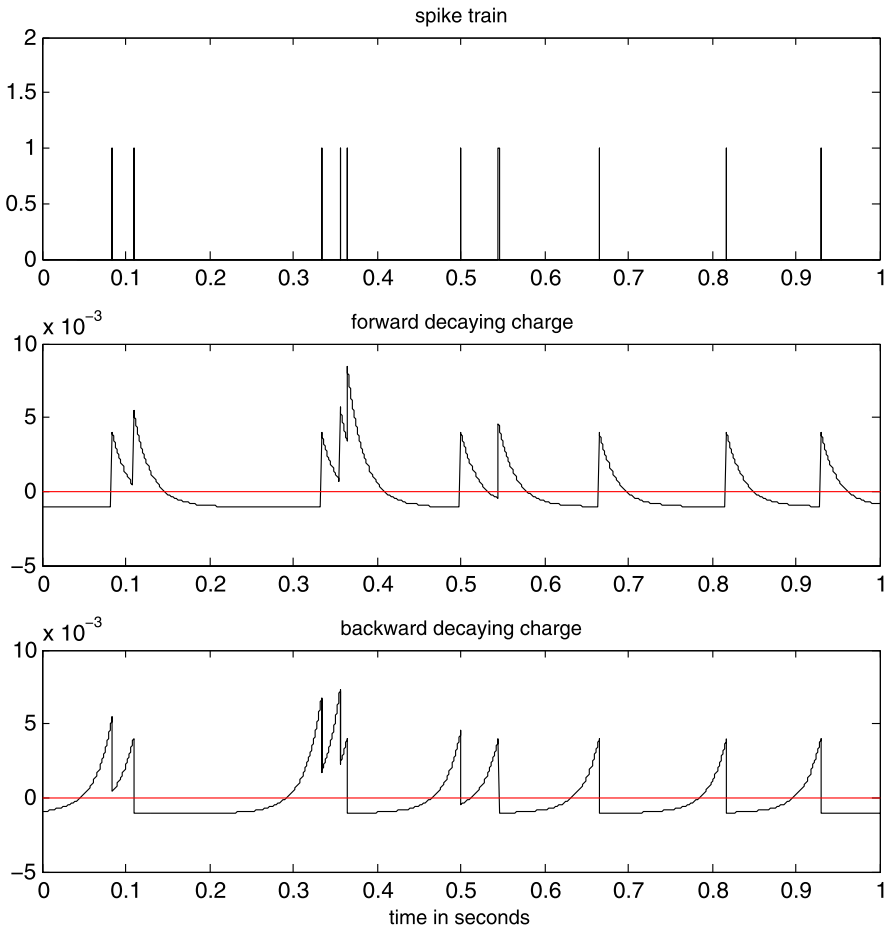 spike train
2
1.5
1
0.5
0
0 0.1 0.2 0.3 0.4 0.5 0.6 0.7 0.8 0.9 1
x 10⁻³ forward decaying charge
10
5
0
−5
0 0.1 0.2 0.3 0.4 0.5 0.6 0.7 0.8 0.9 1
x 10⁻³ backward decaying charge
10
5
0
−5
0 0.1 0.2 0.3 0.4 0.5 0.6 0.7 0.8 0.9 1
time in seconds